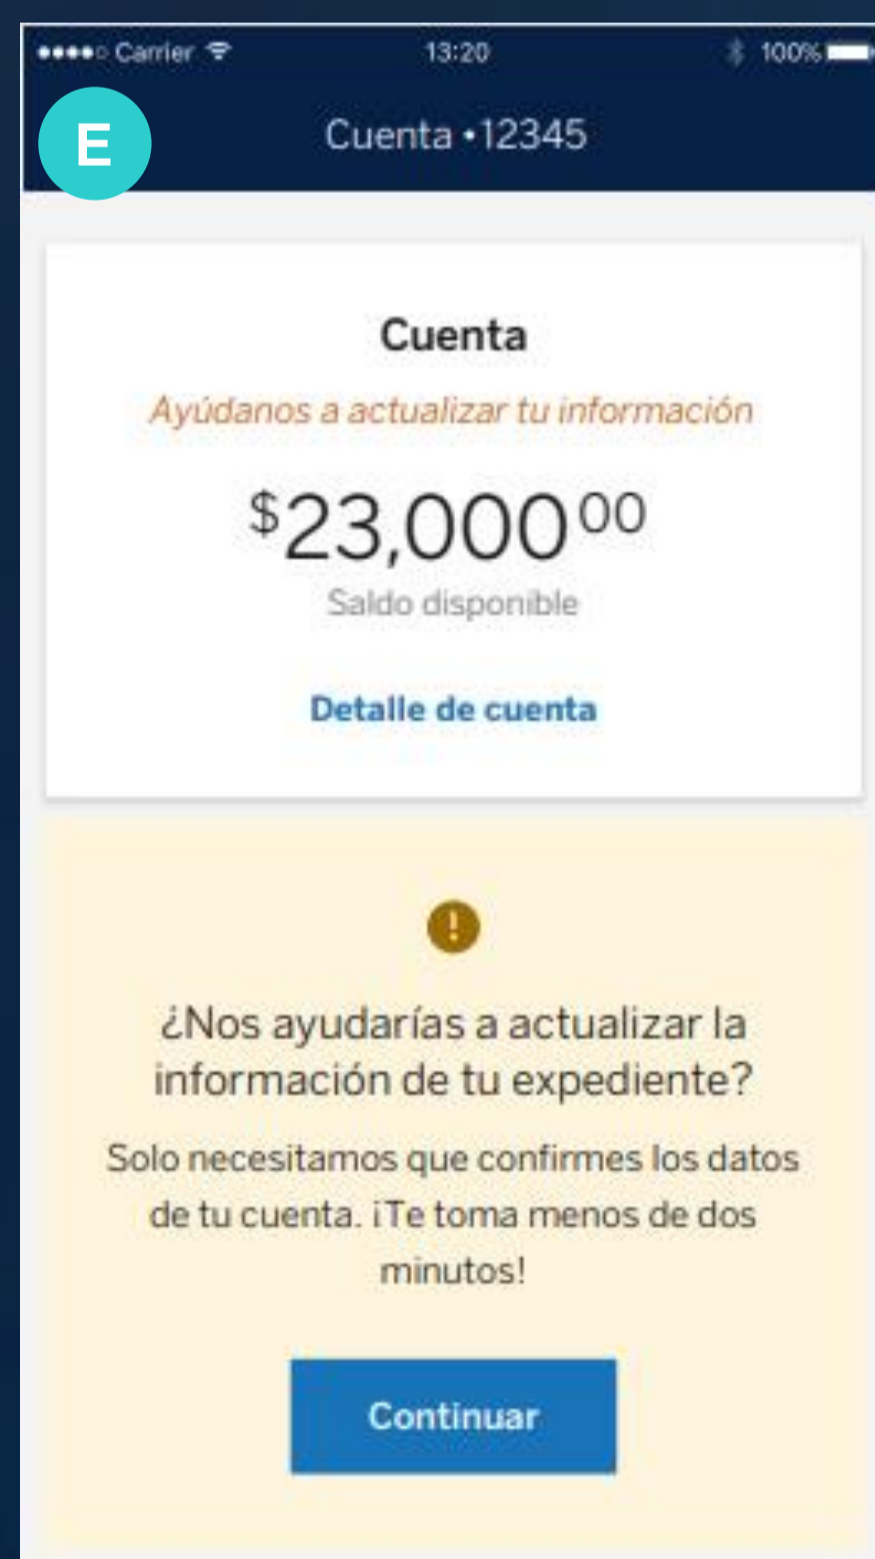 Carrier 13:20 100%
E
Cuenta •12345
Cuenta
Ayúdanos a actualizar tu información
$23,000.00
Saldo disponible
Detalle de cuenta
!
¿Nos ayudarías a actualizar la
información de tu expediente?
Solo necesitamos que confirmes los datos
de tu cuenta. ¡Te toma menos de dos
minutos!
Continuar